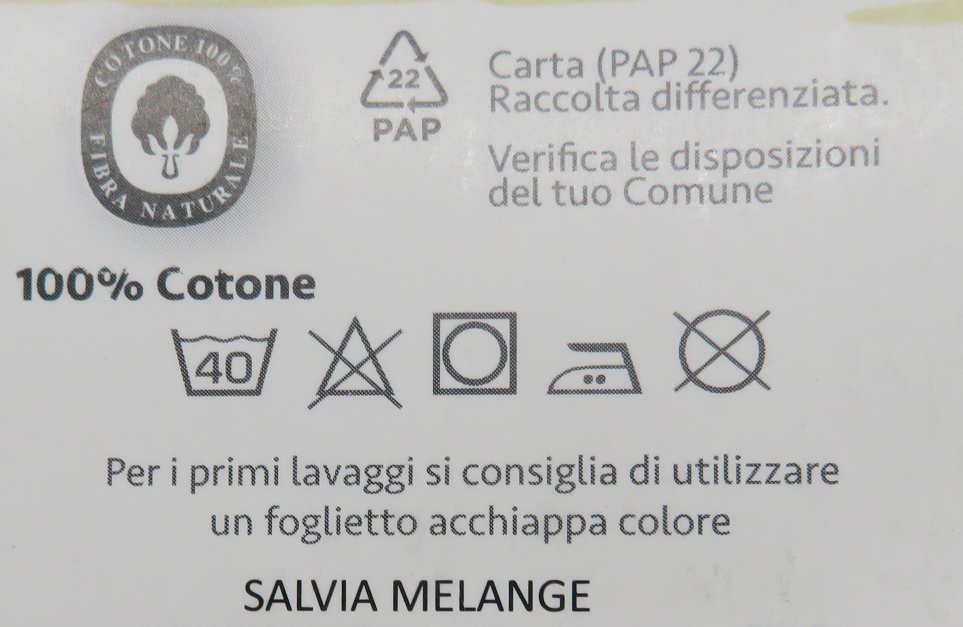 COTONE 100%
FIBRA NATURALE
22
PAP
Carta (PAP 22)
Raccolta differenziata.
Verifica le disposizioni
del tuo Comune
100% Cotone
40
Per i primi lavaggi si consiglia di utilizzare
un foglietto acchiappa colore
SALVIA MELANGE